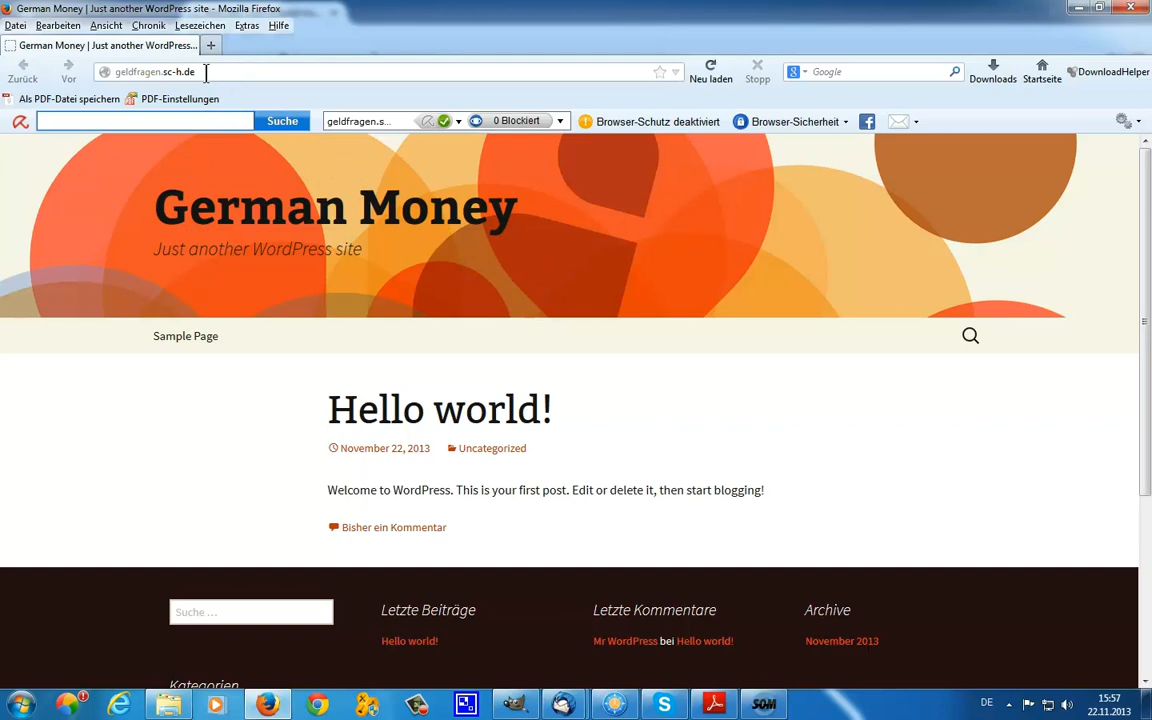 German Money | Just another WordPress site - Mozilla Firefox
Datei Bearbeiten Ansicht Chronik Lesezeichen Extras Hilfe
German Money | Just another WordPress... +
Zurück Vor geldfragen.sc-h.de Neu laden Stopp Google Downloads Startseite DownloadHelper
Als PDF-Datei speichern PDF-Einstellungen
Suche geldfragen.s... 0 Blockiert Browser-Schutz deaktiviert Browser-Sicherheit
German Money
Just another WordPress site
Sample Page
Hello world!
November 22, 2013 Uncategorized
Welcome to WordPress. This is your first post. Edit or delete it, then start blogging!
Bisher ein Kommentar
Suche … Letzte Beiträge Letzte Kommentare Archive
Hello world! Mr WordPress bei Hello world! November 2013
Kategorien
DE 15:57
22.11.2013
SOM